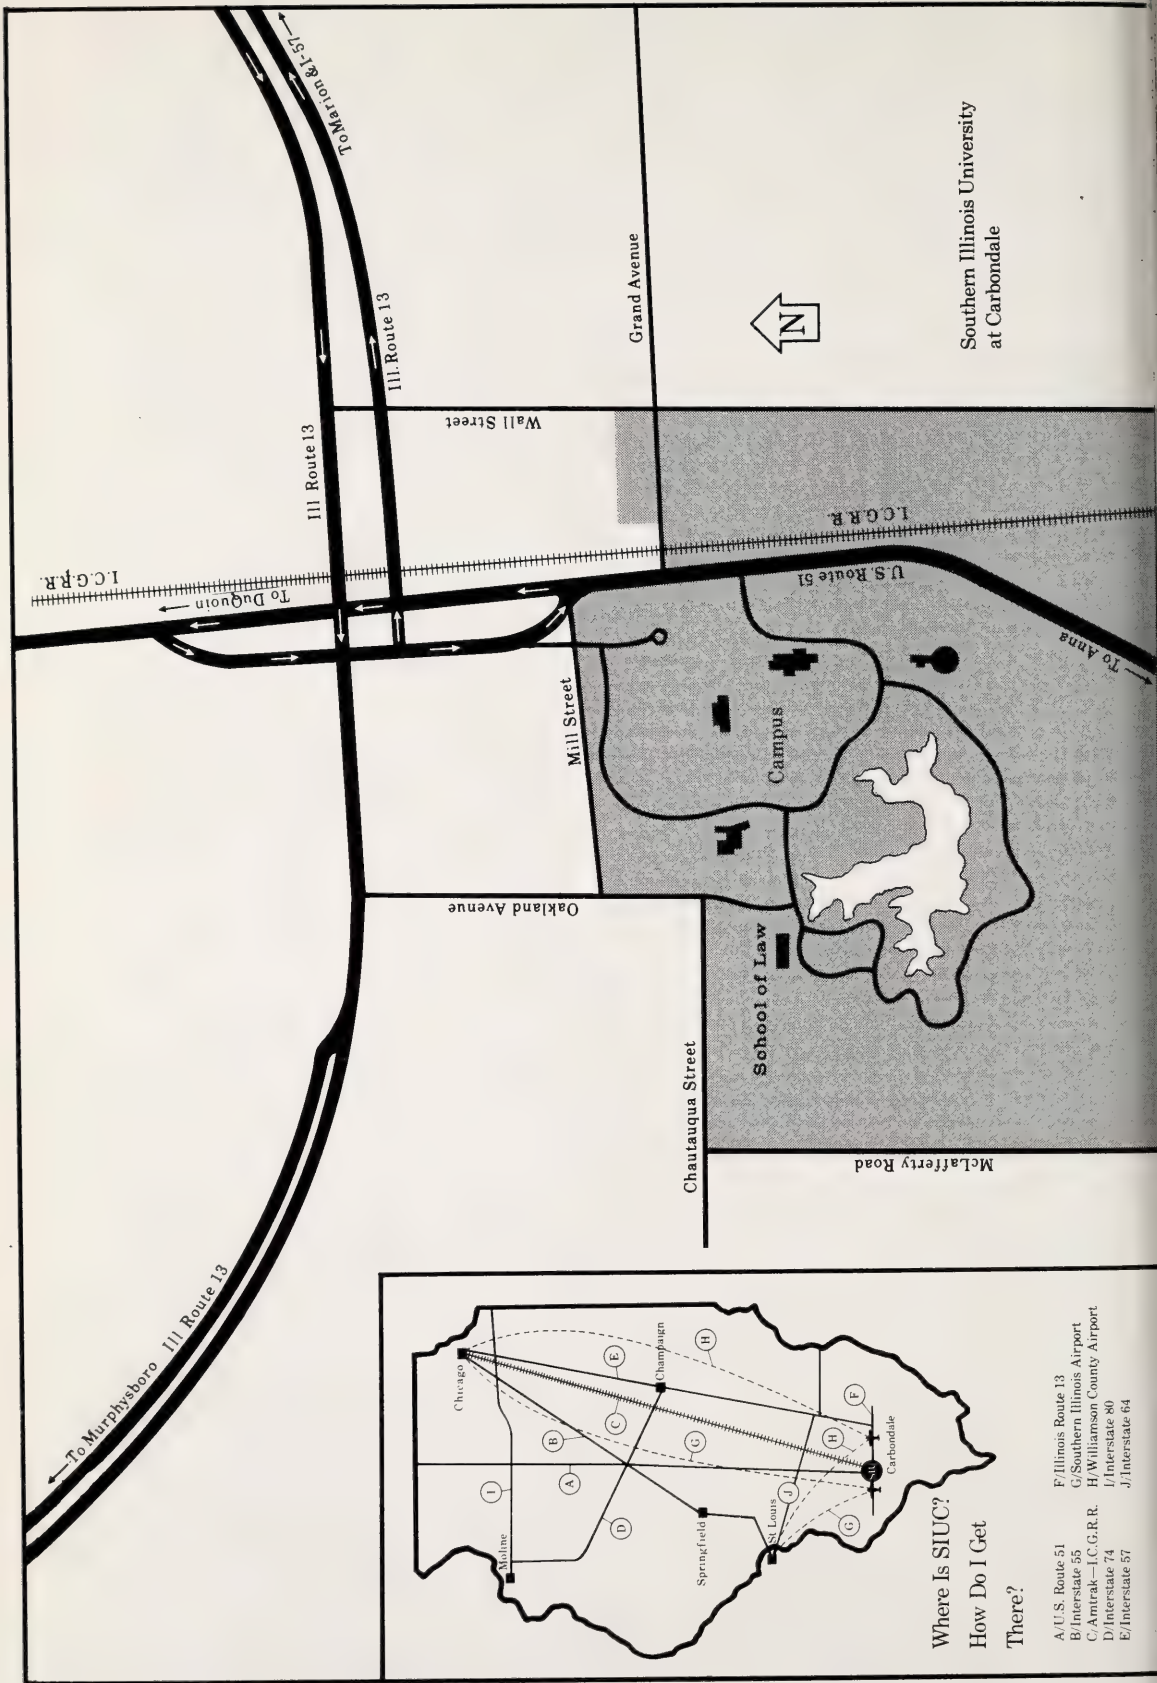 To Marion & I-57
Ill. Route 13
Ill Route 13
To Murphysboro
Ill Route 13
I.C.G.R.R.
To DuQuoin
Wall Street
Grand Avenue
N
Southern Illinois University
at Carbondale
Mill Street
Oakland Avenue
I.C.G.R.R.
U.S. Route 51
To Anna
Campus
School of Law
Chautauqua Street
McLafferty Road
Chicago
Moline
Champaign
Springfield
St Louis
Carbondale
A
B
C
D
E
F
G
G
H
H
I
J
Where Is SIUC?
How Do I Get
There?
A/U.S. Route 51
B/Interstate 55
C/Amtrak—I.C.G.R.R.
D/Interstate 74
E/Interstate 57
F/Illinois Route 13
G/Southern Illinois Airport
H/Williamson County Airport
I/Interstate 80
J/Interstate 64